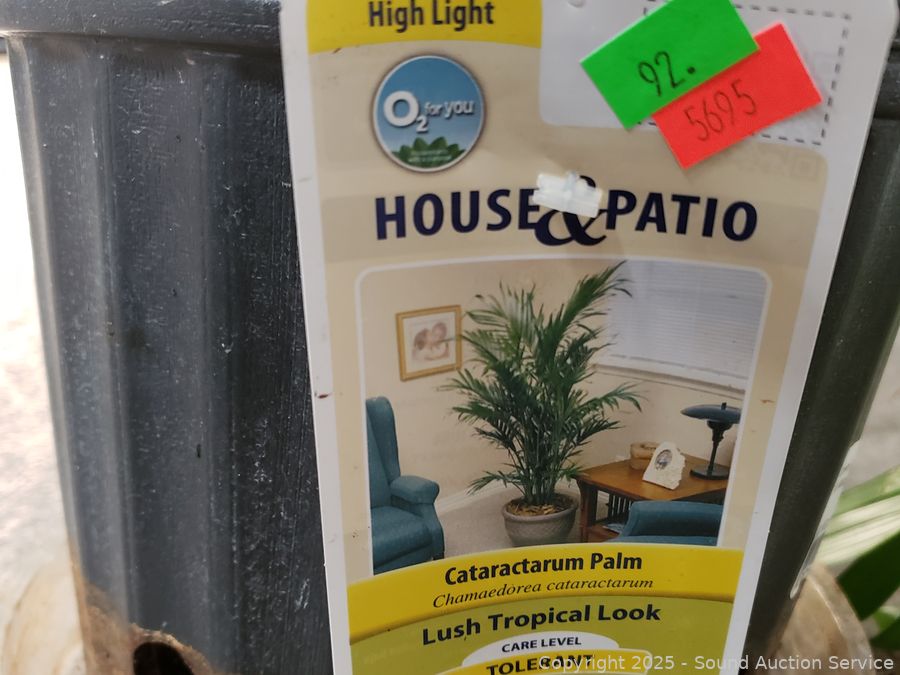 High Light
92.
5695
O2 for you
HOUSE & PATIO
Cataractarum Palm
Chamaedorea cataractarum
Lush Tropical Look
CARE LEVEL
TOLERANT
Copyright 2025 - Sound Auction Service